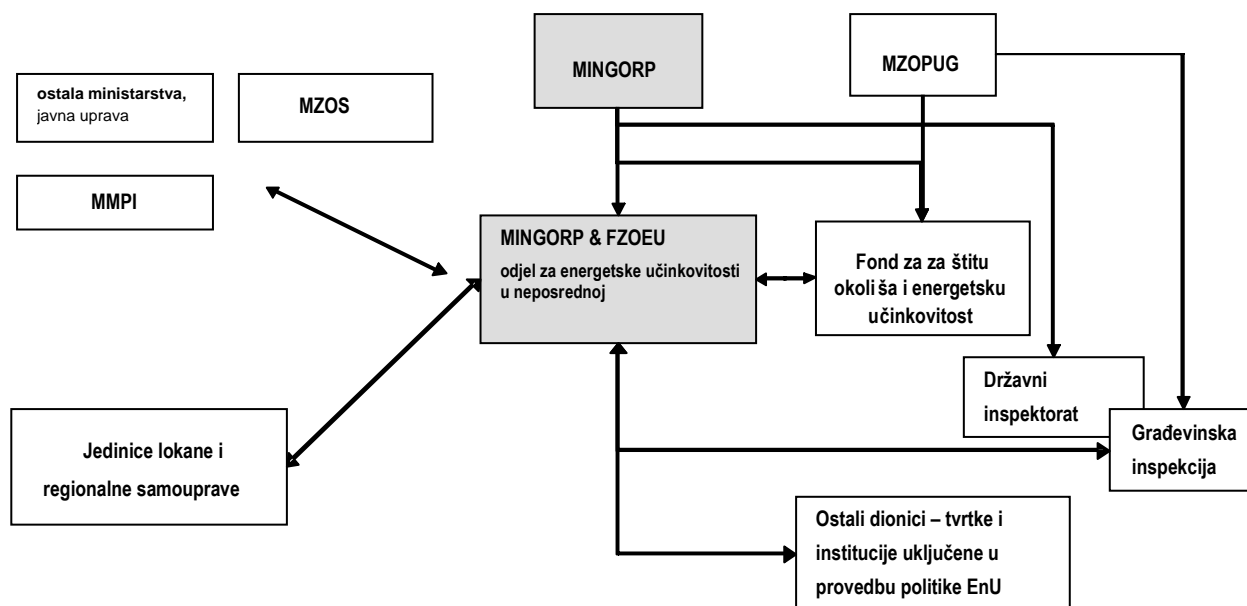 MINGORP
MZOPUG
ostala ministarstva,
javna uprava
MZOS
MMPI
MINGORP & FZOEU
odjel za energetske učinkovitosti
u neposrednoj
Fond za za štitu
okoli ša i energetsku
učinkovitost
Državni
inspektorat
Građevinska
inspekcija
Jedinice lokane i
regionalne samouprave
Ostali dionici – tvrtke i
institucije uključene u
provedbu politike EnU